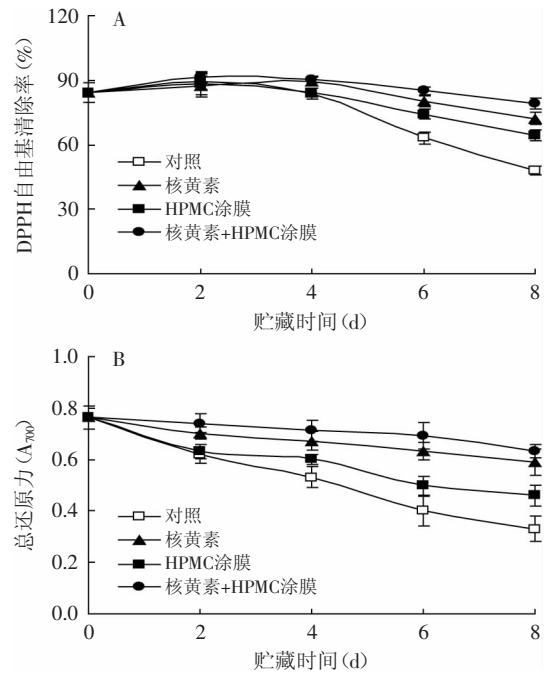 A
DPPH自由基清除率(%)
120
90
60
30
0
对照
核黄素
HPMC涂膜
核黄素+HPMC涂膜
0 2 4 6 8
贮藏时间(d)
B
总还原力(A700)
1.0
0.8
0.6
0.4
0.2
0.0
对照
核黄素
HPMC涂膜
核黄素+HPMC涂膜
0 2 4 6 8
贮藏时间(d)